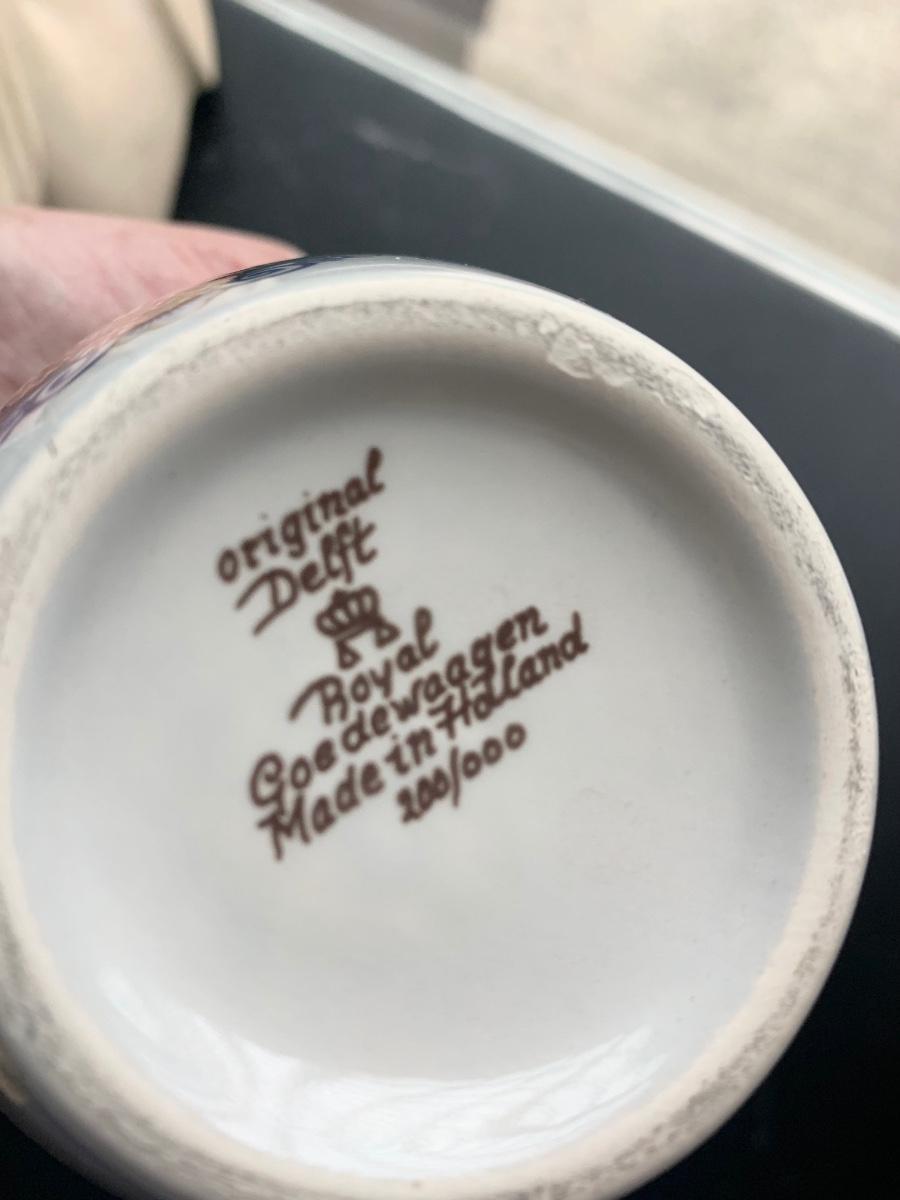 original
Delft
Royal
Goedewaagen
Made in Holland
200/000